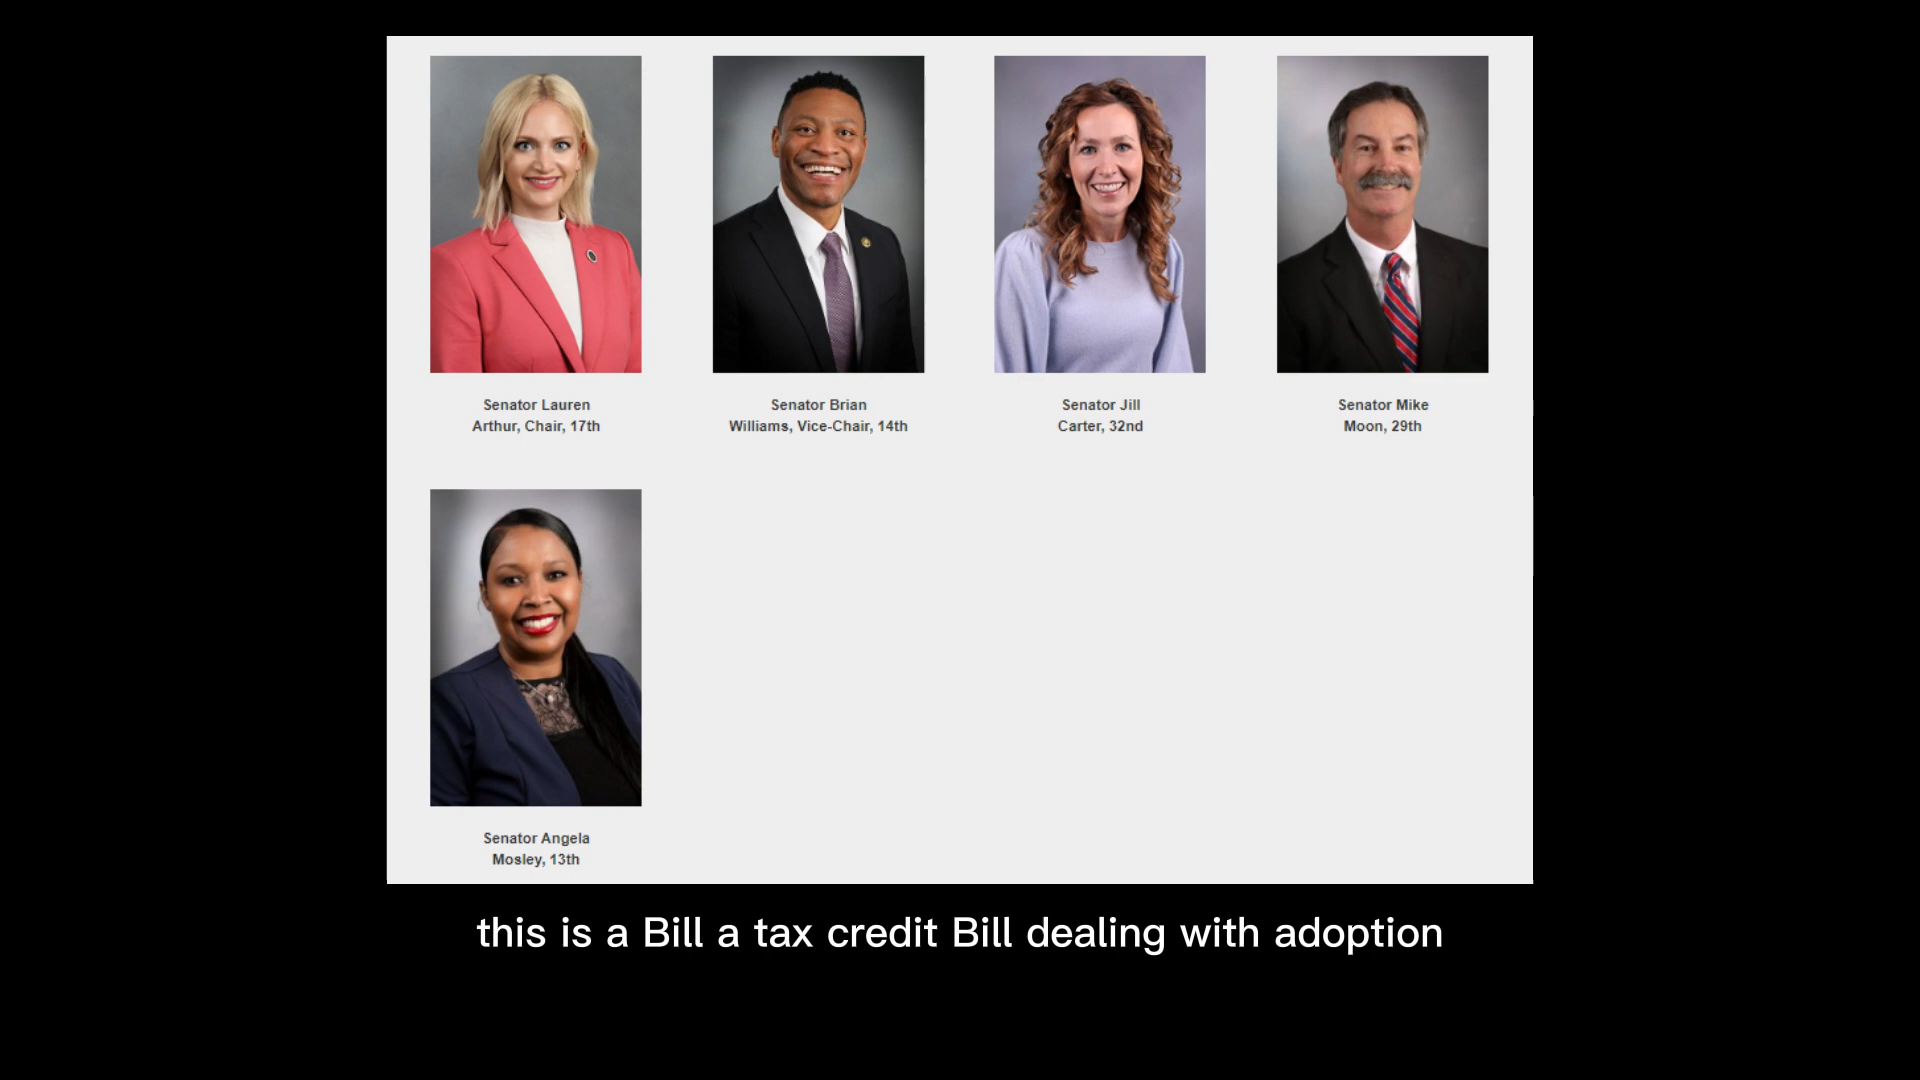 Senator Lauren
Arthur, Chair, 17th
Senator Brian
Williams, Vice-Chair, 14th
Senator Jill
Carter, 32nd
Senator Mike
Moon, 29th
Senator Angela
Mosley, 13th
this is a Bill a tax credit Bill dealing with adoption